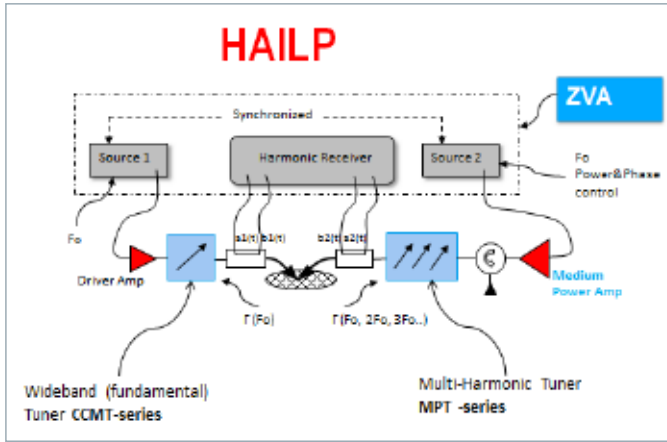 HAILP
ZVA
Synchronized
Source 1
Harmonic Receiver
Source 2
Fo
Power&Phase
control
Fo
a1(t) b1(t)
b2(t) a2(t)
Driver Amp
Γ(Fo)
Γ(Fo, 2Fo, 3Fo..)
Medium
Power Amp
Wideband (fundamental)
Tuner CCMT-series
Multi-Harmonic Tuner
MPT -series